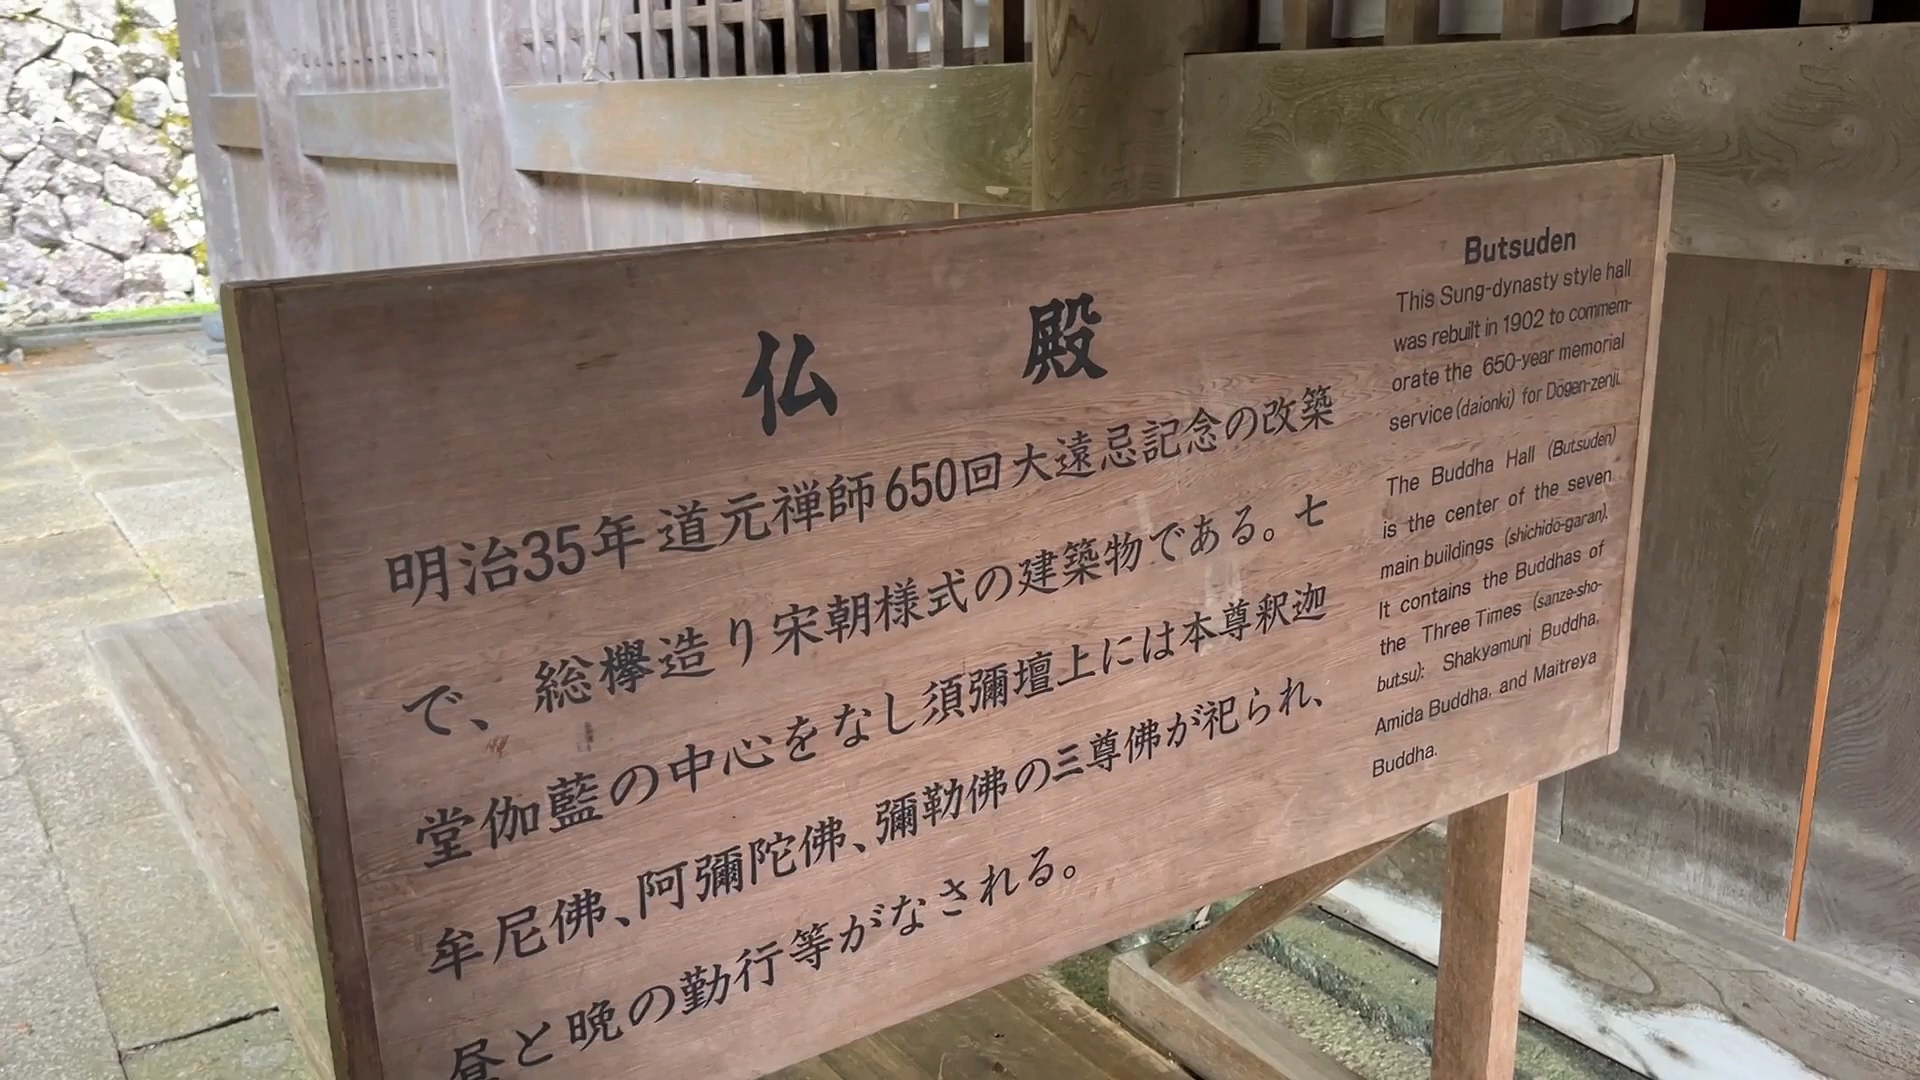 仏殿
明治35年道元禅師650回大遠忌記念の改築
で、総欅造り宋朝様式の建築物である。七
堂伽藍の中心をなし須彌壇上には本尊釈迦
牟尼佛、阿彌陀佛、彌勒佛の三尊佛が祀られ、
昼と晩の勤行等がなされる。
Butsuden
This Sung-dynasty style hall
was rebuilt in 1902 to commem-
orate the 650-year memorial
service (daionki) for Dōgen-zenji.
The Buddha Hall (Butsuden)
is the center of the seven
main buildings (shichidō-garan).
It contains the Buddhas of
the Three Times (sanze-sho-
butsu): Shakyamuni Buddha,
Amida Buddha, and Maitreya
Buddha.